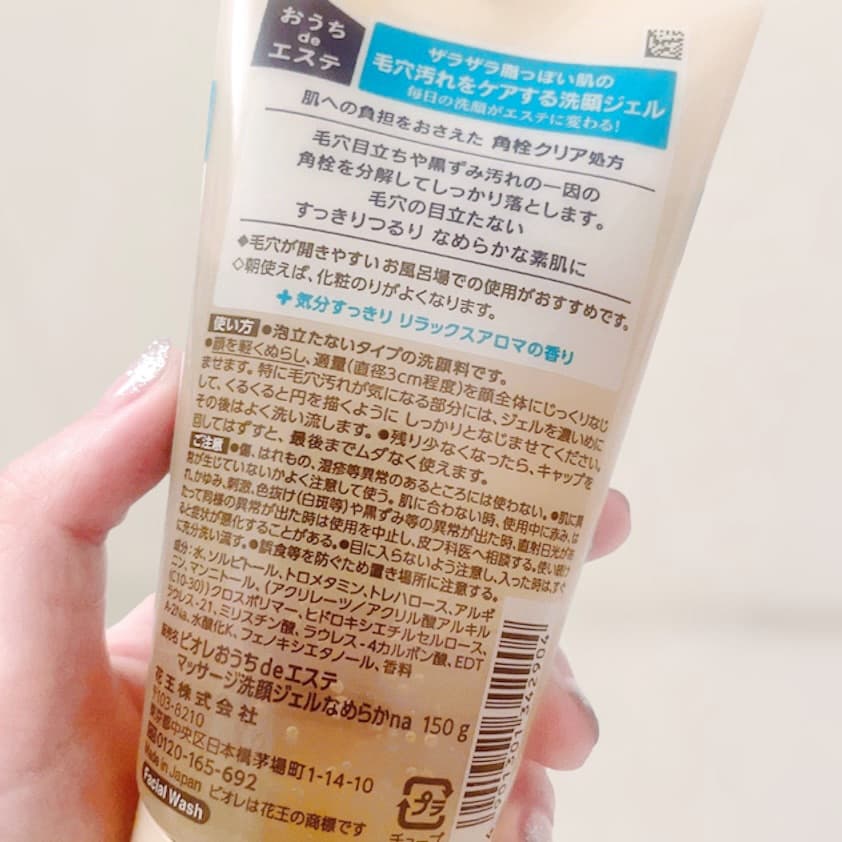 おうち
de
エステ
ザラザラ脂っぽい肌の
毛穴汚れをケアする洗顔ジェル
毎日の洗顔がエステに変わる!
肌への負担をおさえた 角栓クリア処方
毛穴目立ちや黒ずみ汚れの一因の
角栓を分解してしっかり落とします。
毛穴の目立たない
すっきりつるり なめらかな素肌に
◆毛穴が開きやすいお風呂場での使用がおすすめです。
◇朝使えば、化粧のりがよくなります。
✚ 気分すっきり リラックスアロマの香り
使い方 ●泡立たないタイプの洗顔料です。
●顔を軽くぬらし、適量(直径3cm程度)を顔全体にじっくりなじ
ませます。特に毛穴汚れが気になる部分には、ジェルを濃いめに
して、くるくると円を描くように しっかりとなじませてください。
その後はよく洗い流します。●残り少なくなったら、キャップを
回してはずすと、最後までムダなく使えます。
ご注意 ●傷、はれもの、湿疹等異常のあるところには使わない。●肌に異
常が生じていないかよく注意して使う。肌に合わない時、使用中に赤み、は
れ、かゆみ、刺激、色抜け(白斑等)や黒ずみ等の異常が出た時、直射日光があ
たって同様の異常が出た時は使用を中止し、皮フ科医へ相談する。使い続け
ると症状が悪化することがある。●目に入らないよう注意し、入った時は、すぐ
に充分洗い流す。●誤食等を防ぐため置き場所に注意する。
成分:水、ソルビトール、トロメタミン、トレハロース、アルギ
ニン、マンニトール、(アクリレーツ/アクリル酸アルキル
(C10-30))クロスポリマー、ヒドロキシエチルセルロース、
ラウレス-21、ミリスチン酸、ラウレス-4カルボン酸、EDT
A-2Na、水酸化K、フェノキシエタノール、香料
販売名 ビオレおうちdeエステ
マッサージ洗顔ジェルなめらかna 150g
花王株式会社
〒103-8210
東京都中央区日本橋茅場町1-14-10
0120-165-692
Made in Japan ビオレは花王の商標です
Facial Wash
プラ
チューブ